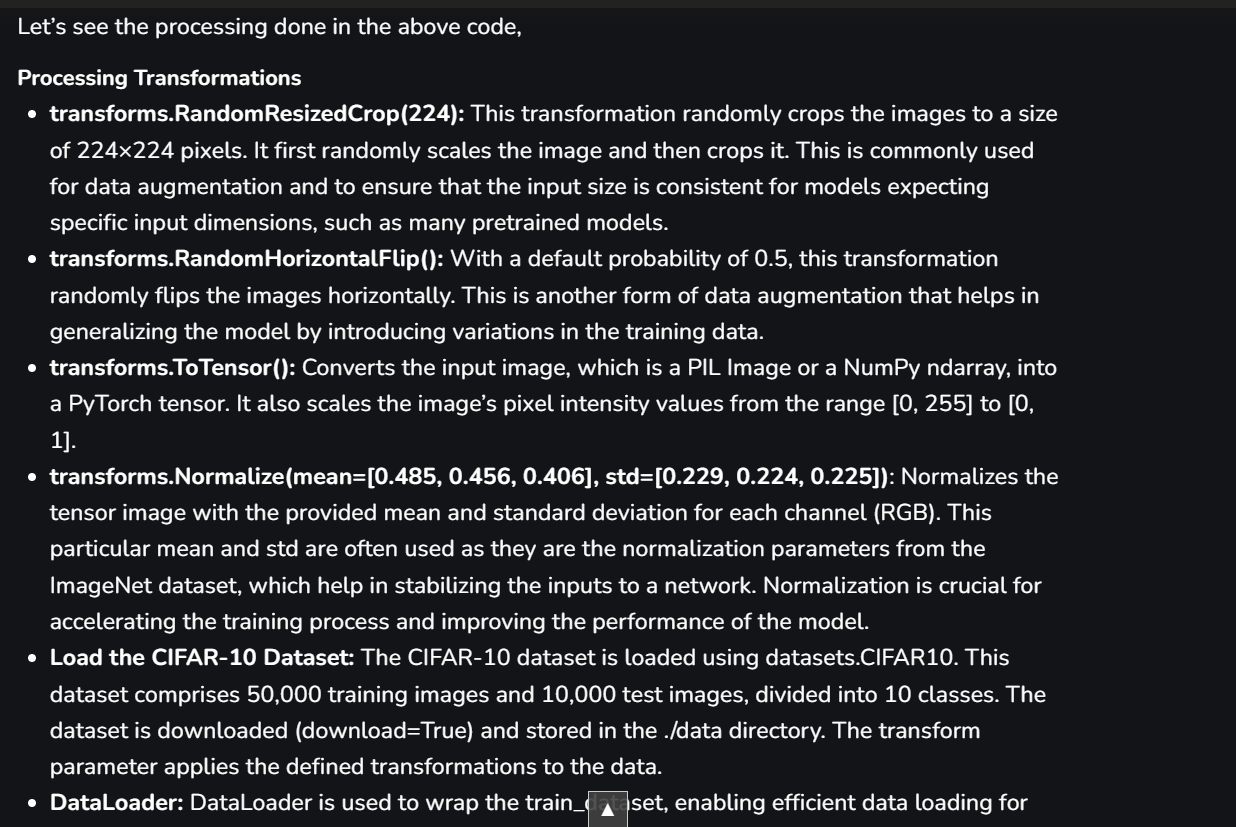 Let’s see the processing done in the above code,
Processing Transformations
• transforms.RandomResizedCrop(224): This transformation randomly crops the images to a size
of 224×224 pixels. It first randomly scales the image and then crops it. This is commonly used
for data augmentation and to ensure that the input size is consistent for models expecting
specific input dimensions, such as many pretrained models.
• transforms.RandomHorizontalFlip(): With a default probability of 0.5, this transformation
randomly flips the images horizontally. This is another form of data augmentation that helps in
generalizing the model by introducing variations in the training data.
• transforms.ToTensor(): Converts the input image, which is a PIL Image or a NumPy ndarray, into
a PyTorch tensor. It also scales the image’s pixel intensity values from the range [0, 255] to [0,
1].
• transforms.Normalize(mean=[0.485, 0.456, 0.406], std=[0.229, 0.224, 0.225]): Normalizes the
tensor image with the provided mean and standard deviation for each channel (RGB). This
particular mean and std are often used as they are the normalization parameters from the
ImageNet dataset, which help in stabilizing the inputs to a network. Normalization is crucial for
accelerating the training process and improving the performance of the model.
• Load the CIFAR-10 Dataset: The CIFAR-10 dataset is loaded using datasets.CIFAR10. This
dataset comprises 50,000 training images and 10,000 test images, divided into 10 classes. The
dataset is downloaded (download=True) and stored in the ./data directory. The transform
parameter applies the defined transformations to the data.
• DataLoader: DataLoader is used to wrap the train_dataset, enabling efficient data loading for